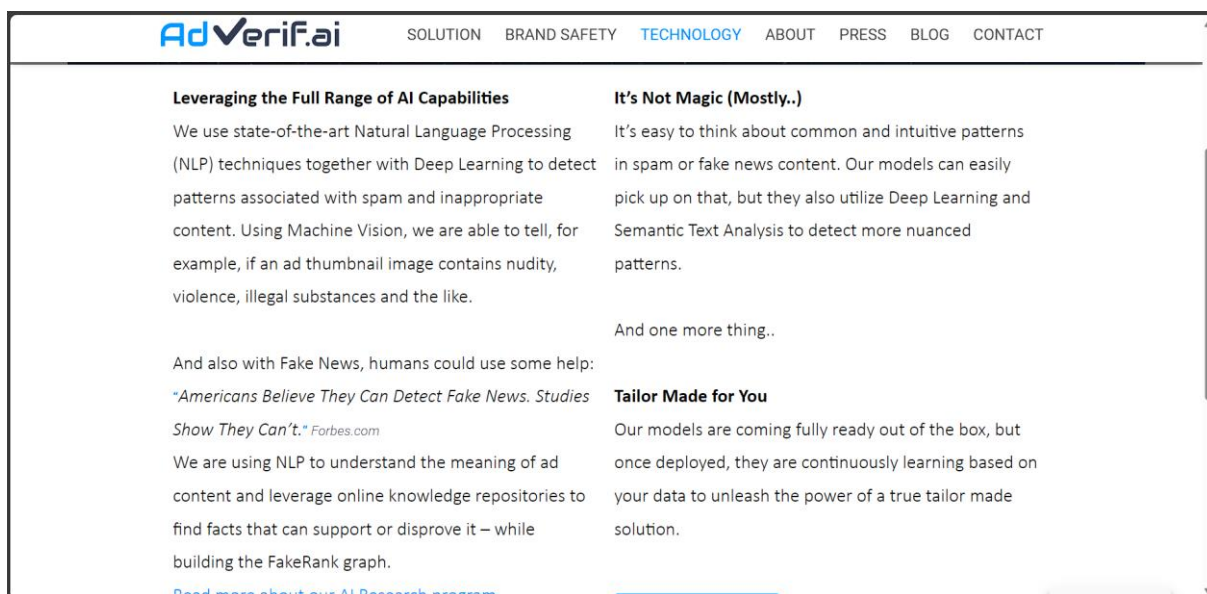 AdVerif.ai
SOLUTION BRAND SAFETY TECHNOLOGY ABOUT PRESS BLOG CONTACT
Leveraging the Full Range of AI Capabilities
We use state-of-the-art Natural Language Processing
(NLP) techniques together with Deep Learning to detect
patterns associated with spam and inappropriate
content. Using Machine Vision, we are able to tell, for
example, if an ad thumbnail image contains nudity,
violence, illegal substances and the like.
And also with Fake News, humans could use some help:
"Americans Believe They Can Detect Fake News. Studies
Show They Can't." Forbes.com
We are using NLP to understand the meaning of ad
content and leverage online knowledge repositories to
find facts that can support or disprove it – while
building the FakeRank graph.
Read more about our AI Research program
It's Not Magic (Mostly..)
It's easy to think about common and intuitive patterns
in spam or fake news content. Our models can easily
pick up on that, but they also utilize Deep Learning and
Semantic Text Analysis to detect more nuanced
patterns.
And one more thing..
Tailor Made for You
Our models are coming fully ready out of the box, but
once deployed, they are continuously learning based on
your data to unleash the power of a true tailor made
solution.